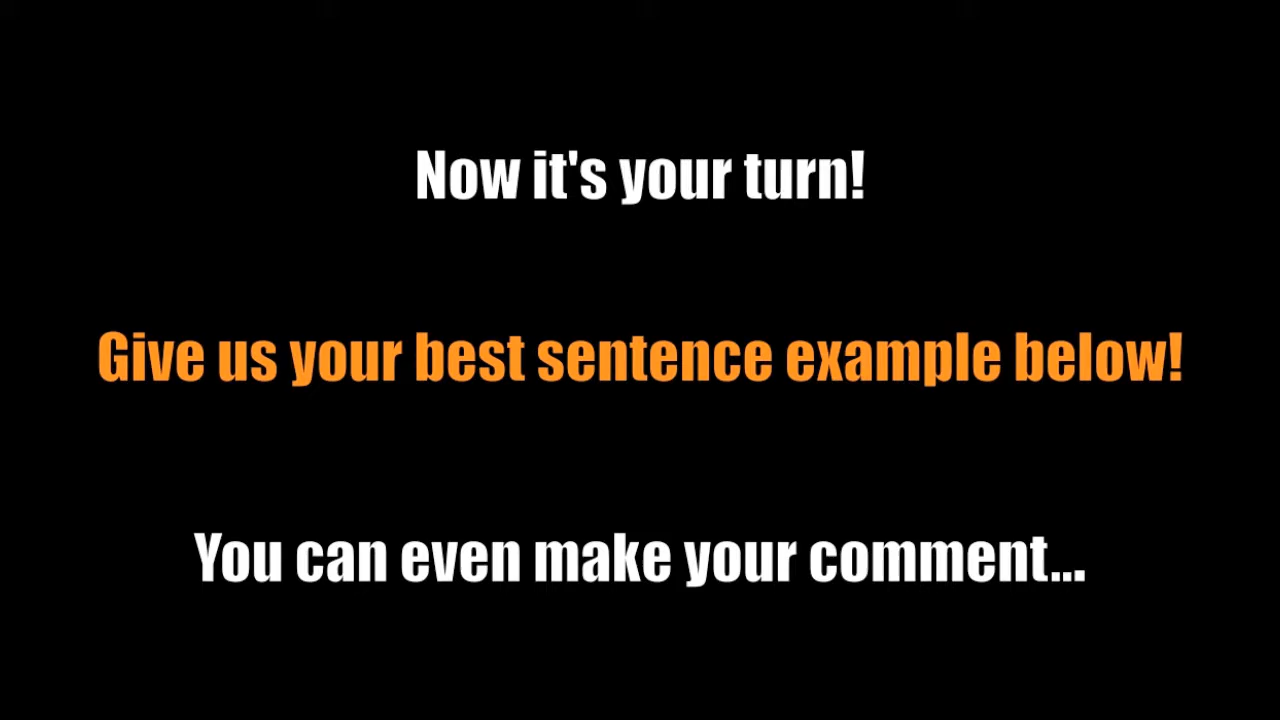 Now it's your turn!
Give us your best sentence example below!
You can even make your comment...